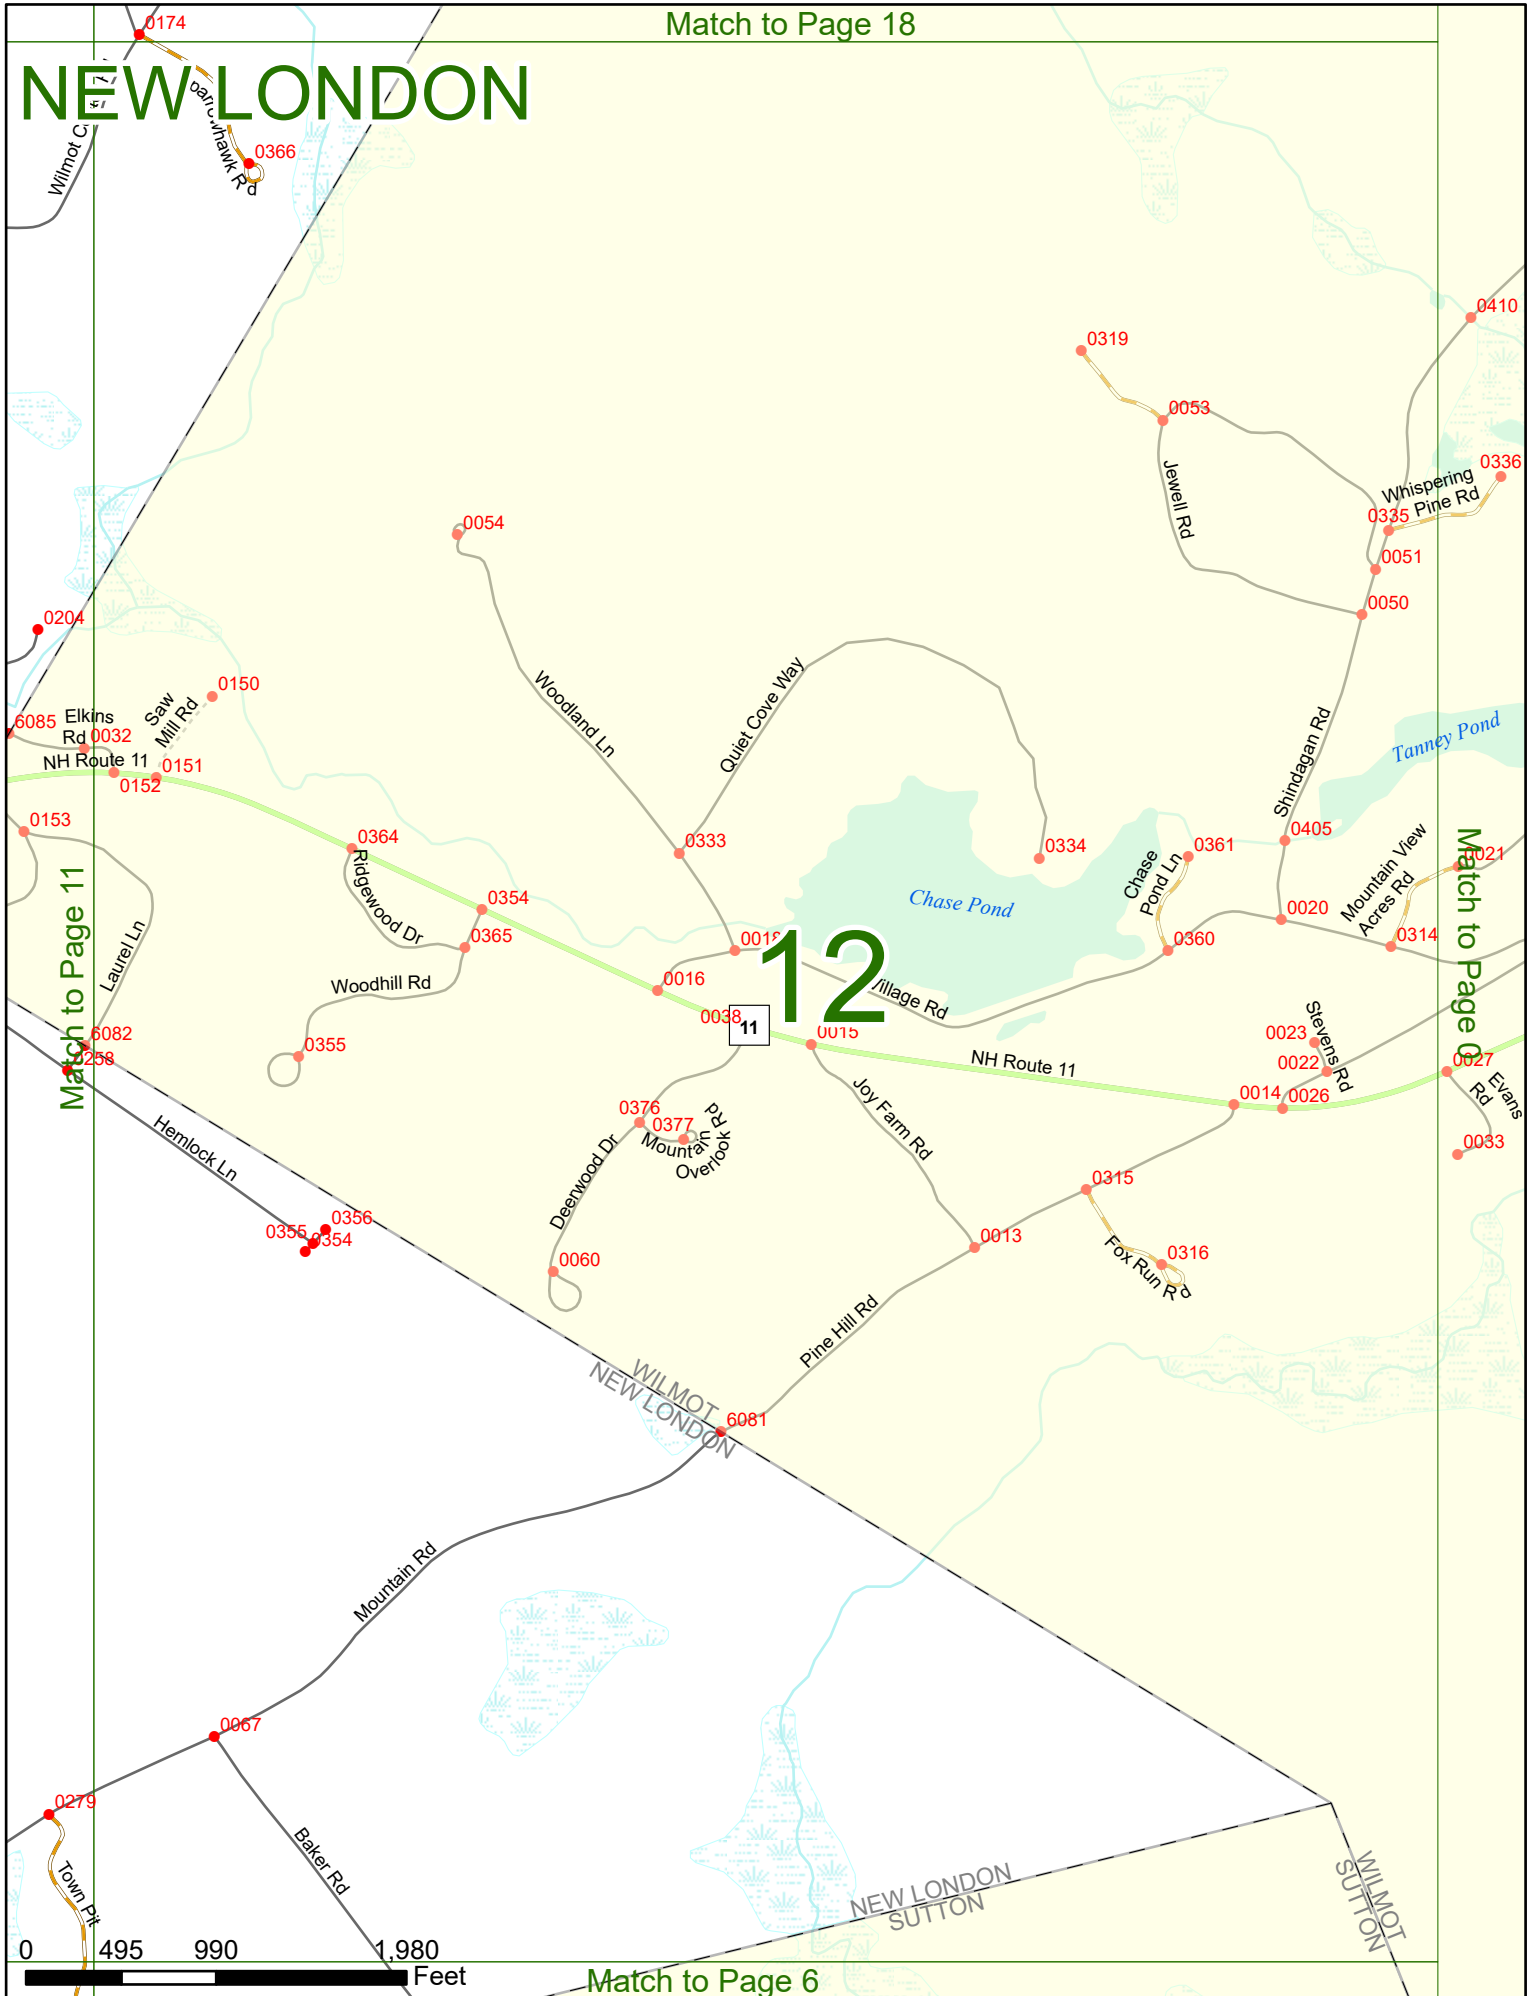 Match to Page 18
0174
NEW LONDON
Wilmot C
parrowhawk Rd
0366
0410
0319
0053
Jewell Rd
0336
Whispering
Pine Rd
0335
0051
0050
0054
0204
0150
Saw
Mill Rd
Woodland Ln
Quiet Cove Way
6085
Elkins
Rd
0032
NH Route 11
0151
0152
Shindagan Rd
Tanney Pond
0153
0364
0333
0334
0361
0405
Mountain View
Acres Rd
0021
Match to Page 11
Match to Page 0
Ridgewood Dr
0354
Chase Pond
Chase
Pond Ln
0020
0314
0365
0018
0360
Laurel Ln
Woodhill Rd
0016
12
Village Rd
6082
0258
0355
0038
11
0015
NH Route 11
0023
Stevens Rd
0022
0027
Evans
Rd
0014
0026
0033
Joy Farm Rd
0376
0377
Mountain
Overlook Rd
Hemlock Ln
Deerwood Dr
0315
0356
0355
0354
0013
Fox Run Rd
0316
0060
Pine Hill Rd
WILMOT
NEW LONDON
6081
Mountain Rd
0067
0279
Town Pit
Baker Rd
NEW LONDON
SUTTON
WILMOT
SUTTON
0 495 990 1,980
Feet
Match to Page 6